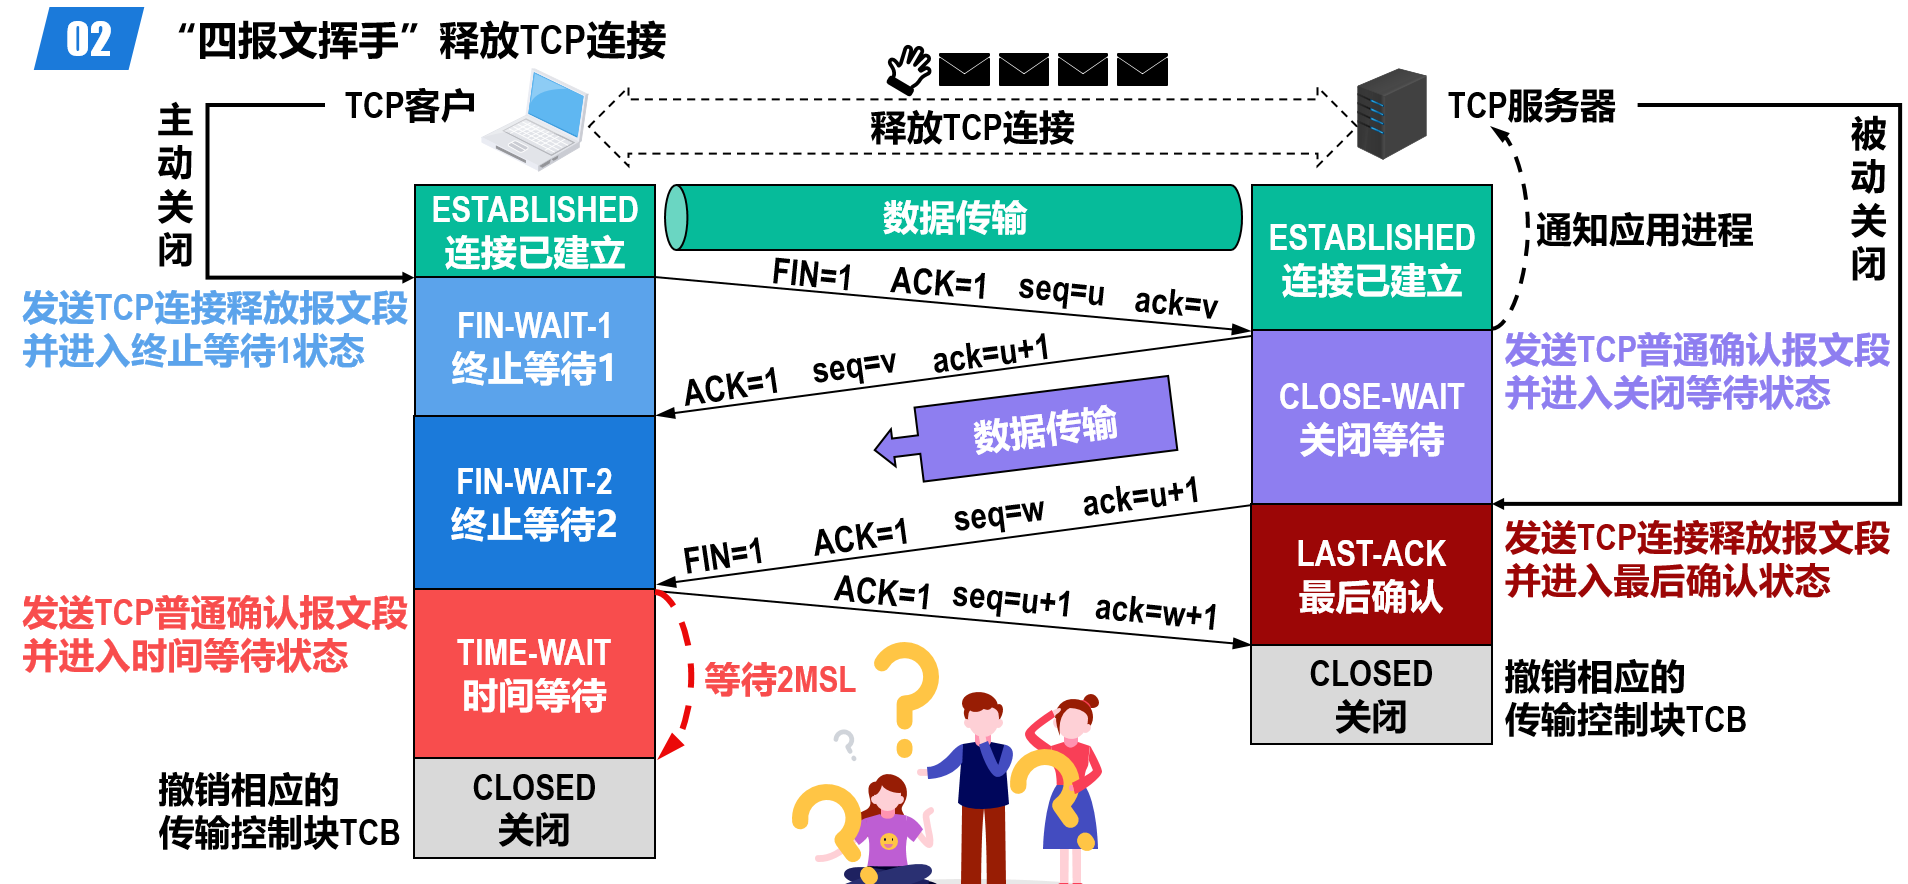 02
“四报文挥手”释放TCP连接
TCP客户
释放TCP连接
TCP服务器
主动关闭
被动关闭
ESTABLISHED
连接已建立
数据传输
ESTABLISHED
连接已建立
通知应用进程
FIN=1 ACK=1 seq=u ack=v
发送TCP连接释放报文段
并进入终止等待1状态
FIN-WAIT-1
终止等待1
ACK=1 seq=v ack=u+1
发送TCP普通确认报文段
并进入关闭等待状态
CLOSE-WAIT
关闭等待
数据传输
FIN-WAIT-2
终止等待2
FIN=1 ACK=1 seq=w ack=u+1
发送TCP连接释放报文段
并进入最后确认状态
LAST-ACK
最后确认
ACK=1 seq=u+1 ack=w+1
发送TCP普通确认报文段
并进入时间等待状态
TIME-WAIT
时间等待
等待2MSL
CLOSED
关闭
撤销相应的
传输控制块TCB
撤销相应的
传输控制块TCB
CLOSED
关闭